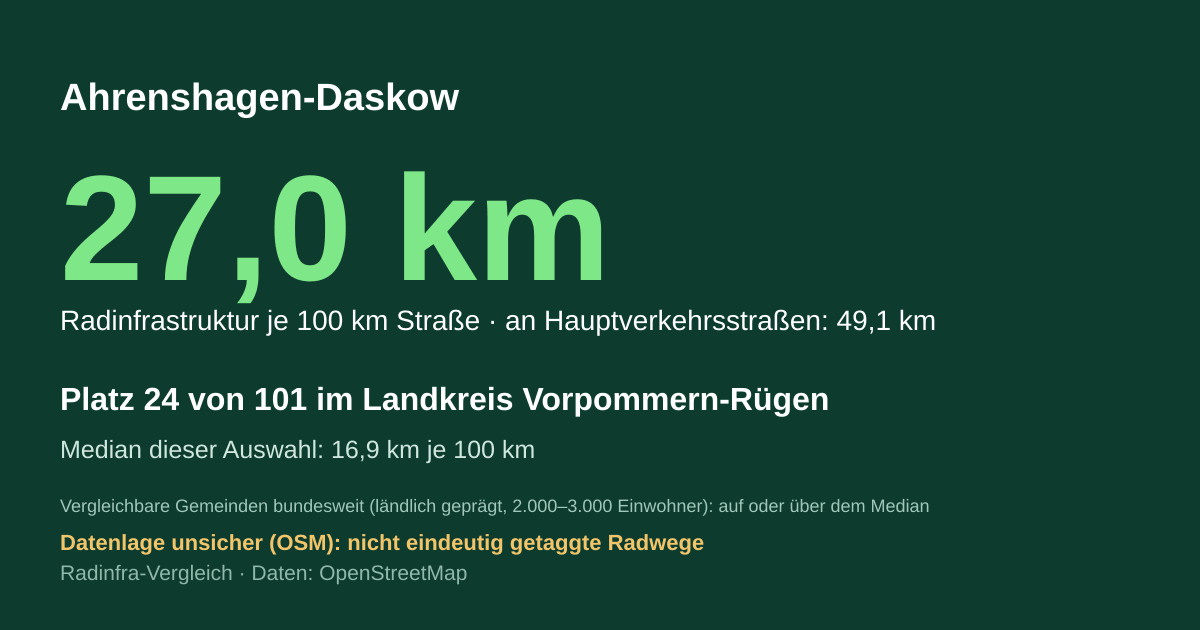 Ahrenshagen-Daskow
27,0 km
Radinfrastruktur je 100 km Straße · an Hauptverkehrsstraßen: 49,1 km
Platz 24 von 101 im Landkreis Vorpommern-Rügen
Median dieser Auswahl: 16,9 km je 100 km
Vergleichbare Gemeinden bundesweit (ländlich geprägt, 2.000–3.000 Einwohner): auf oder über dem Median
Datenlage unsicher (OSM): nicht eindeutig getaggte Radwege
Radinfra-Vergleich · Daten: OpenStreetMap